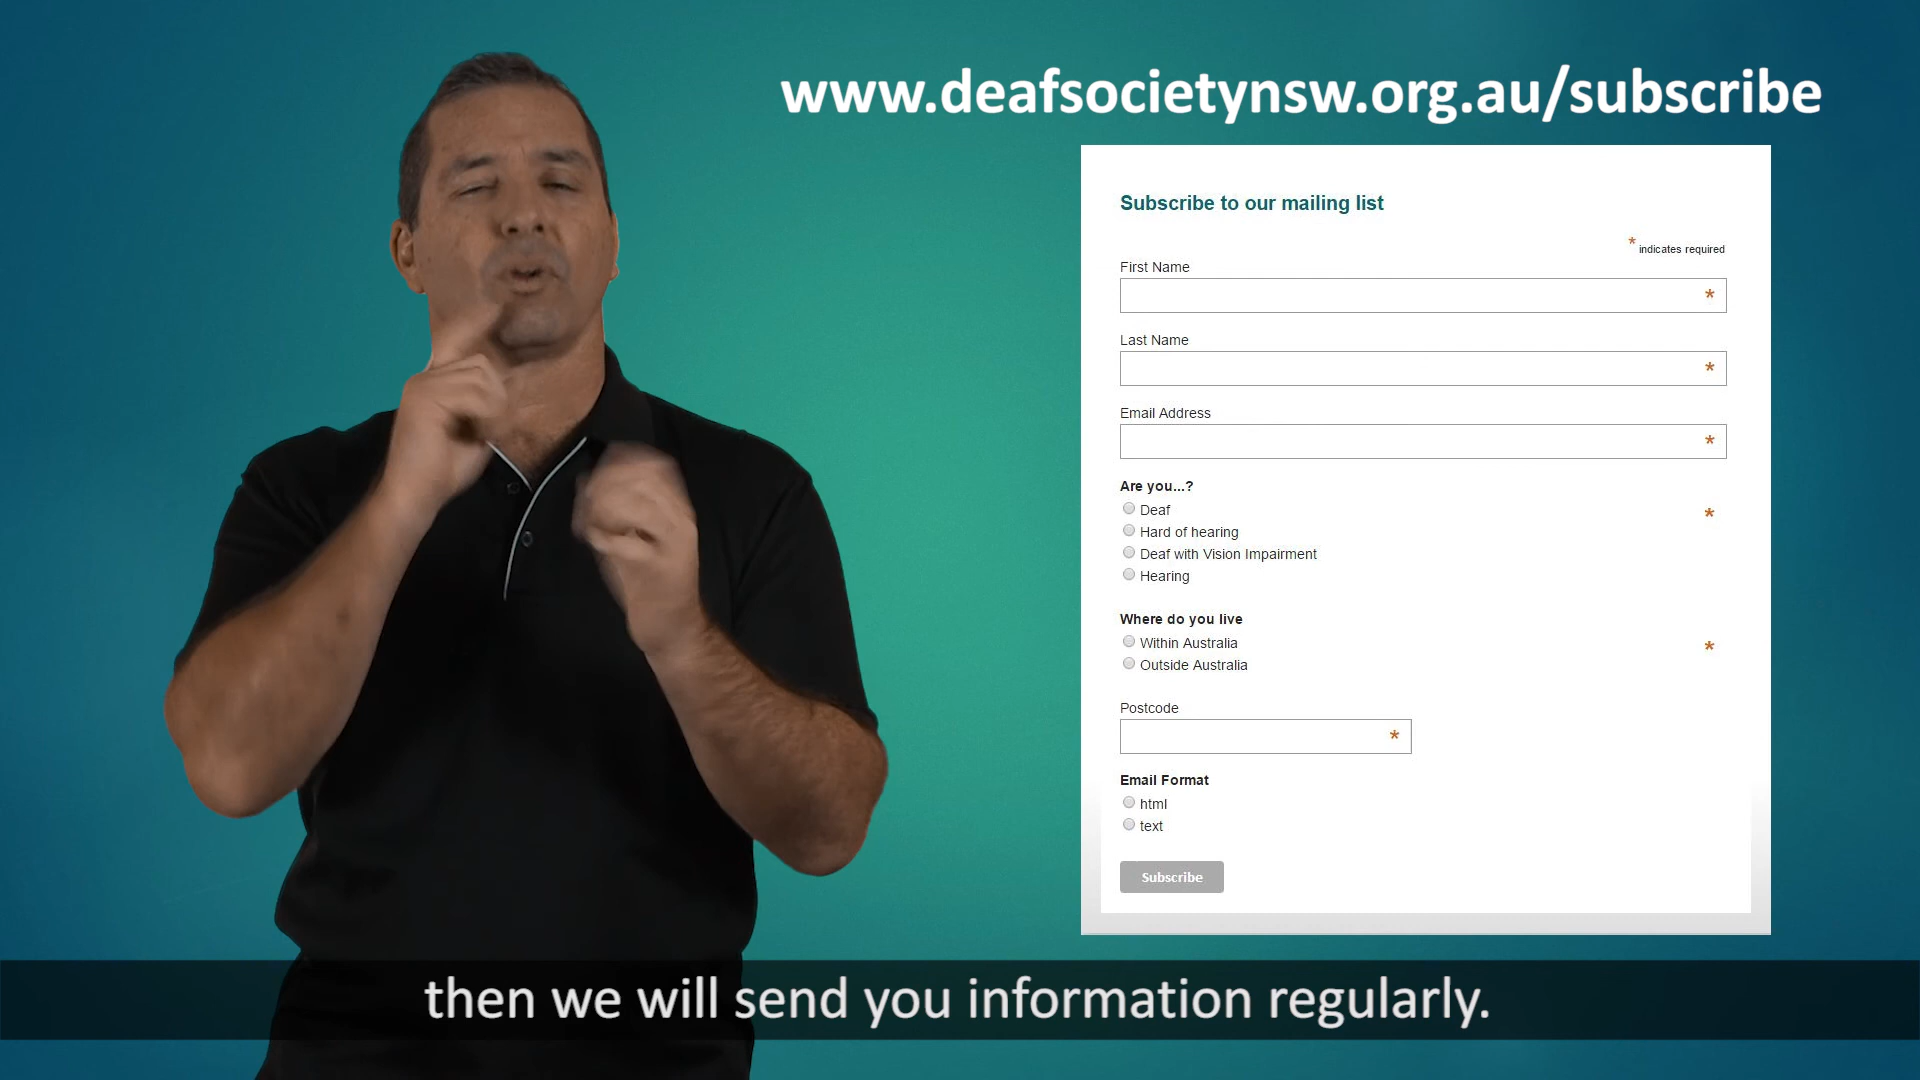 www.deafsocietynsw.org.au/subscribe
Subscribe to our mailing list
* indicates required
First Name
*
Last Name
*
Email Address
*
Are you...?
Deaf
*
Hard of hearing
Deaf with Vision Impairment
Hearing
Where do you live
Within Australia
*
Outside Australia
Postcode
*
Email Format
html
text
Subscribe
then we will send you information regularly.